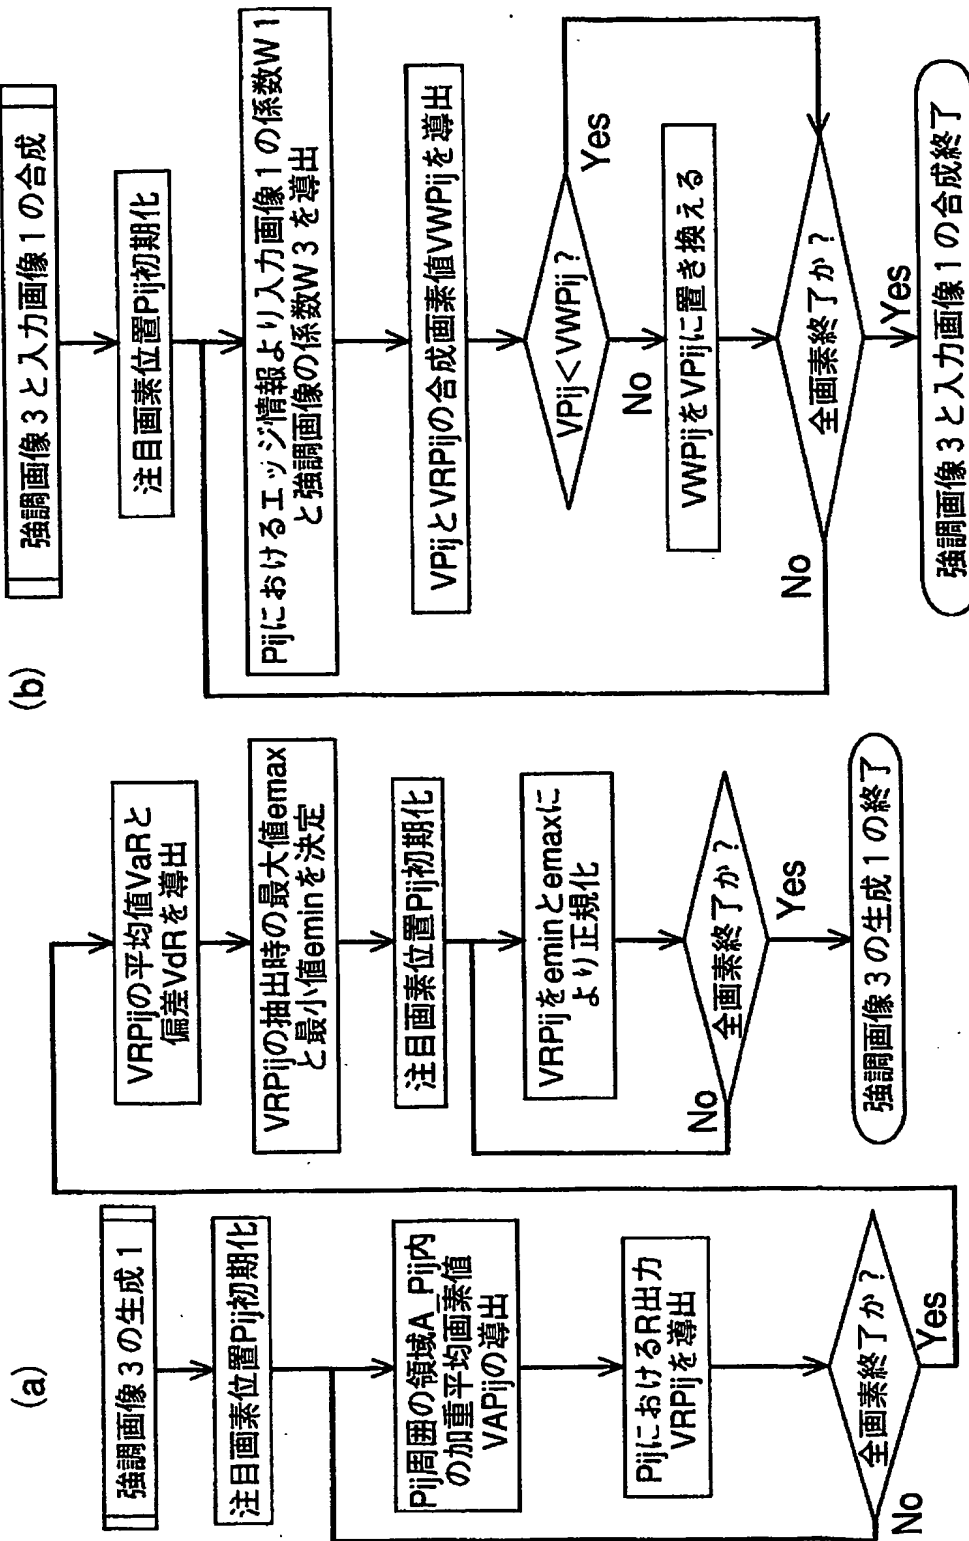 (a)
強調画像3の生成1
注目画素位置Pij初期化
Pij周囲の領域A_Pij内
の加重平均画素値
VAPijの導出
PijにおけるR出力
VRPijを導出
全画素終了か?
No
Yes
VRPijの平均値VaRと
偏差VdRを導出
VRPijの抽出時の最大値emax
と最小値eminを決定
注目画素位置Pij初期化
VRPijをeminとemaxに
より正規化
全画素終了か?
No
Yes
強調画像3の生成1の終了
(b)
強調画像3と入力画像1の合成
注目画素位置Pij初期化
Pijにおけるエッジ情報より入力画像1の係数W1
と強調画像の係数W3を導出
VPijとVRPijの合成画素値VWPijを導出
VPij<VWPij?
Yes
No
VWPijをVPijに置き換える
全画素終了か?
No
Yes
強調画像3と入力画像1の合成終了